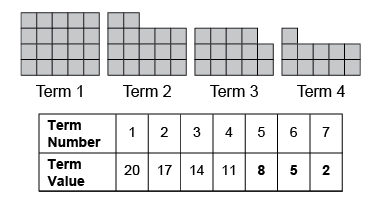 Term 1 Term 2 Term 3 Term 4
Term Number 1 2 3 4 5 6 7
Term Value 20 17 14 11 8 5 2